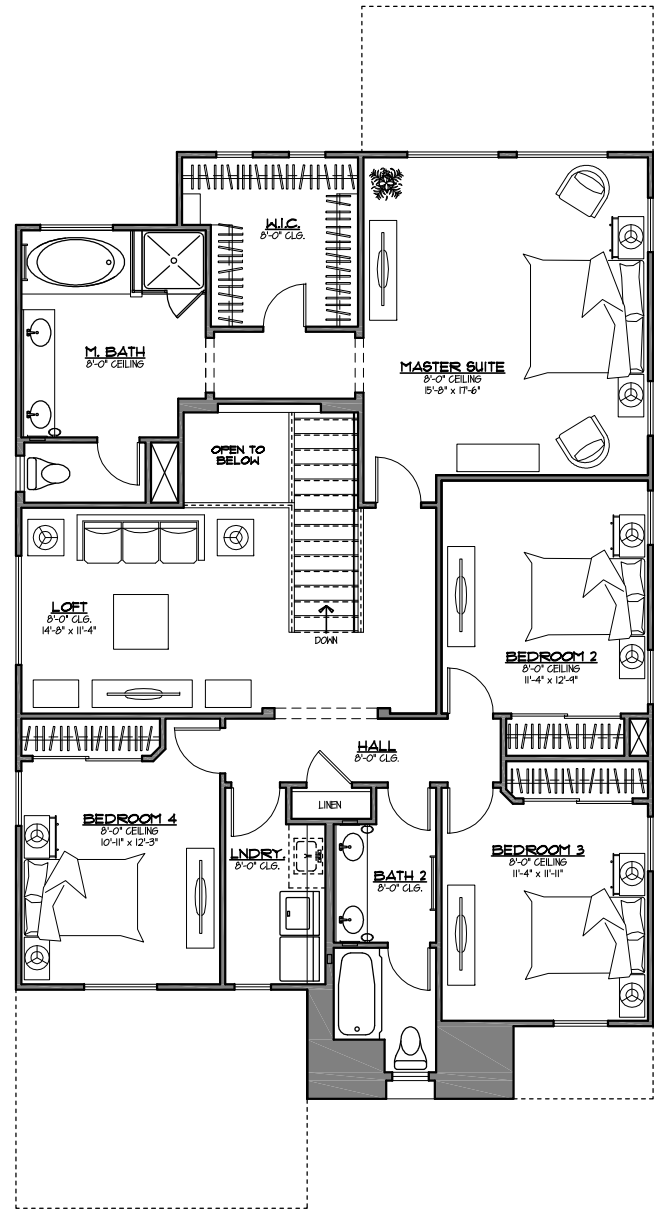 W.I.C.
8'-0" CLG.
M. BATH
8'-0" CEILING
MASTER SUITE
8'-0" CEILING
15'-8" x 17'-6"
OPEN TO
BELOW
LOFT
8'-0" CLG.
14'-8" x 11'-4"
DOWN
BEDROOM 2
8'-0" CEILING
11'-4" x 12'-9"
HALL
8'-0" CLG.
LINEN
BEDROOM 4
8'-0" CEILING
10'-11" x 12'-3"
LNDRY.
8'-0" CLG.
BATH 2
8'-0" CLG.
BEDROOM 3
8'-0" CEILING
11'-4" x 11'-11"